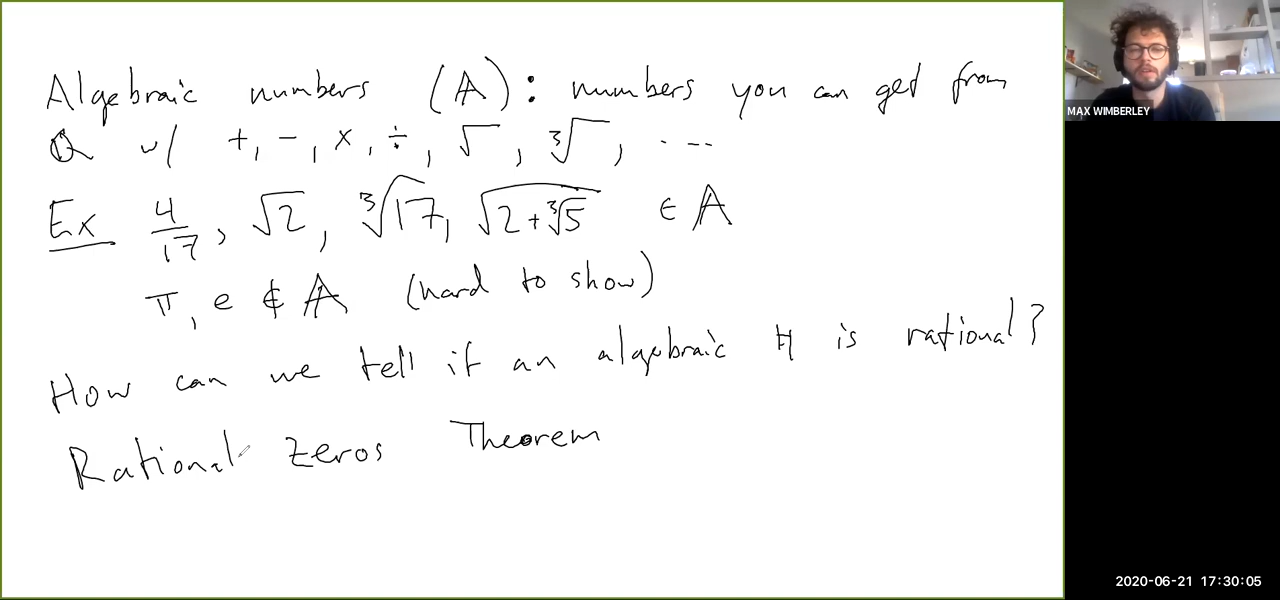 Algebraic numbers (𝔸): numbers you can get from
ℚ w/ +, -, ×, ÷, √, ∛, ...
Ex 4/17, √2, ∛17, √(2+∛5) ∈ 𝔸
π, e ∉ 𝔸 (hard to show)
How can we tell if an algebraic # is rational?
Rational Zeros Theorem
MAX WIMBERLEY
2020-06-21 17:30:05